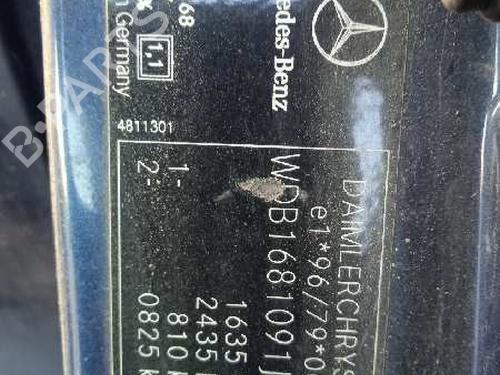 DAIMLERCHRYS
e1*96/79*0
WDB1681091J
1635
2435
1- 810
2- 0825 k
Mercedes-Benz
68
1.1
n Germany
4811301
B-PARTS